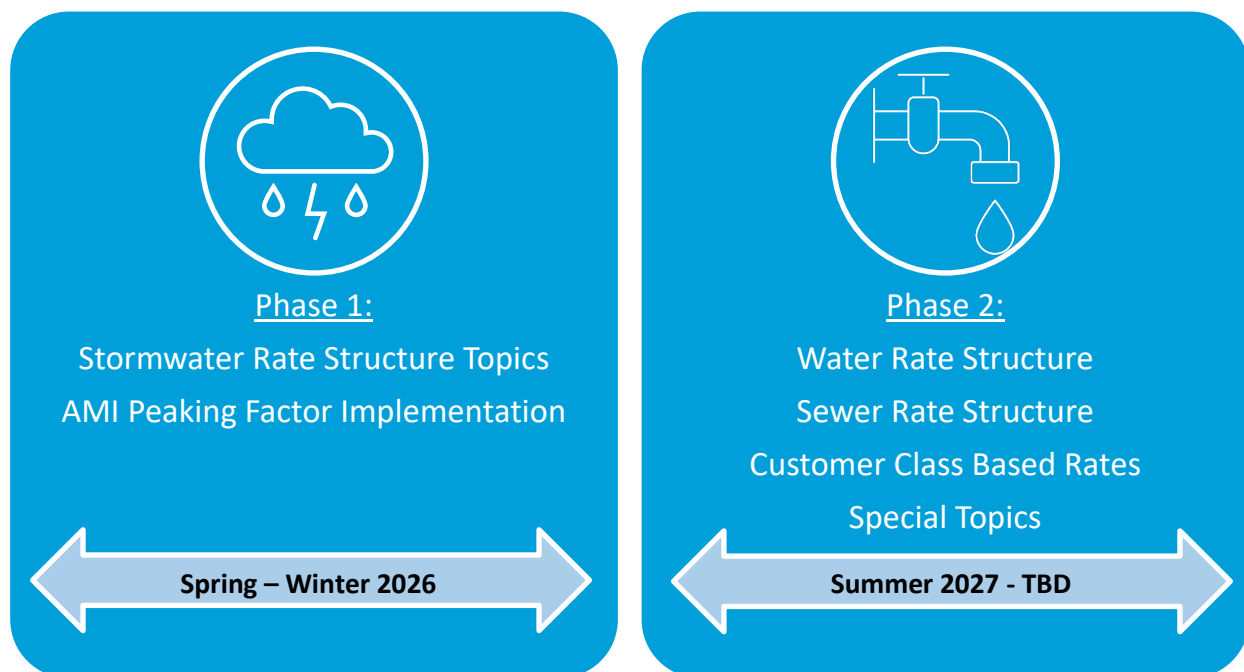 Phase 1:
Stormwater Rate Structure Topics
AMI Peaking Factor Implementation
Spring – Winter 2026
Phase 2:
Water Rate Structure
Sewer Rate Structure
Customer Class Based Rates
Special Topics
Summer 2027 - TBD